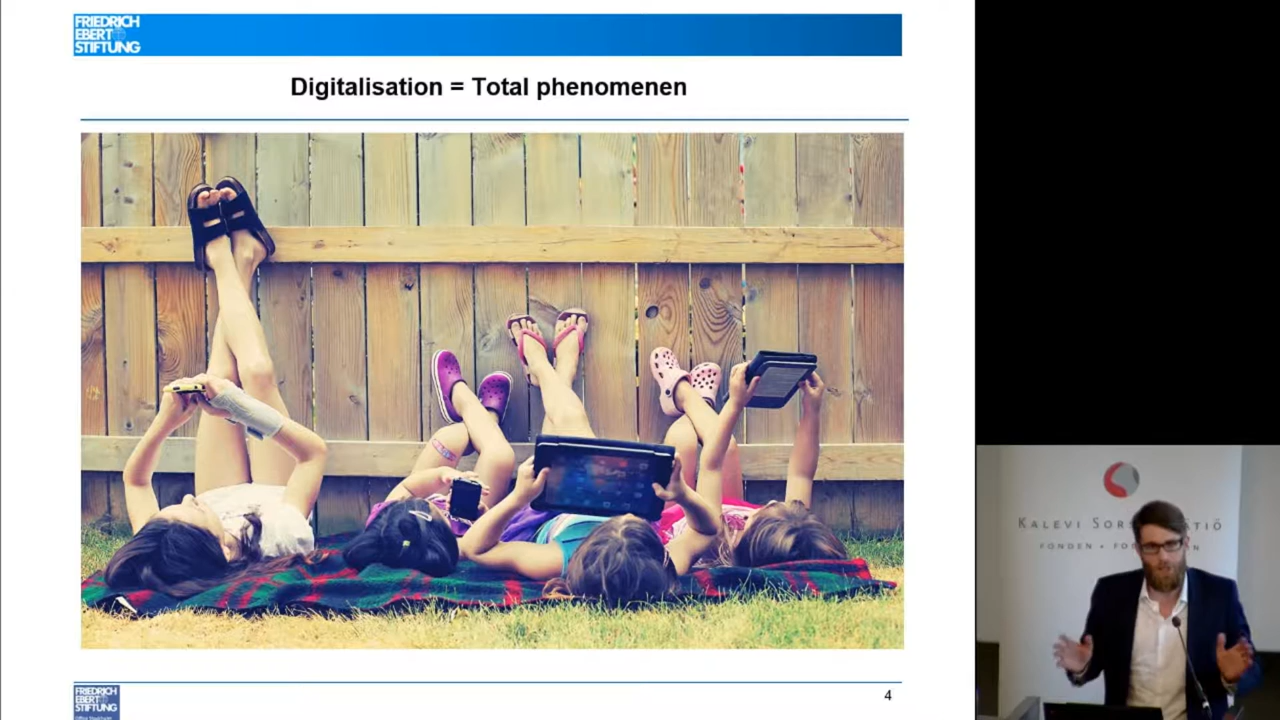 FRIEDRICH
EBERT
STIFTUNG
Digitalisation = Total phenomenen
KALEVI SORS
FONDEN
FRIEDRICH
EBERT
STIFTUNG
4